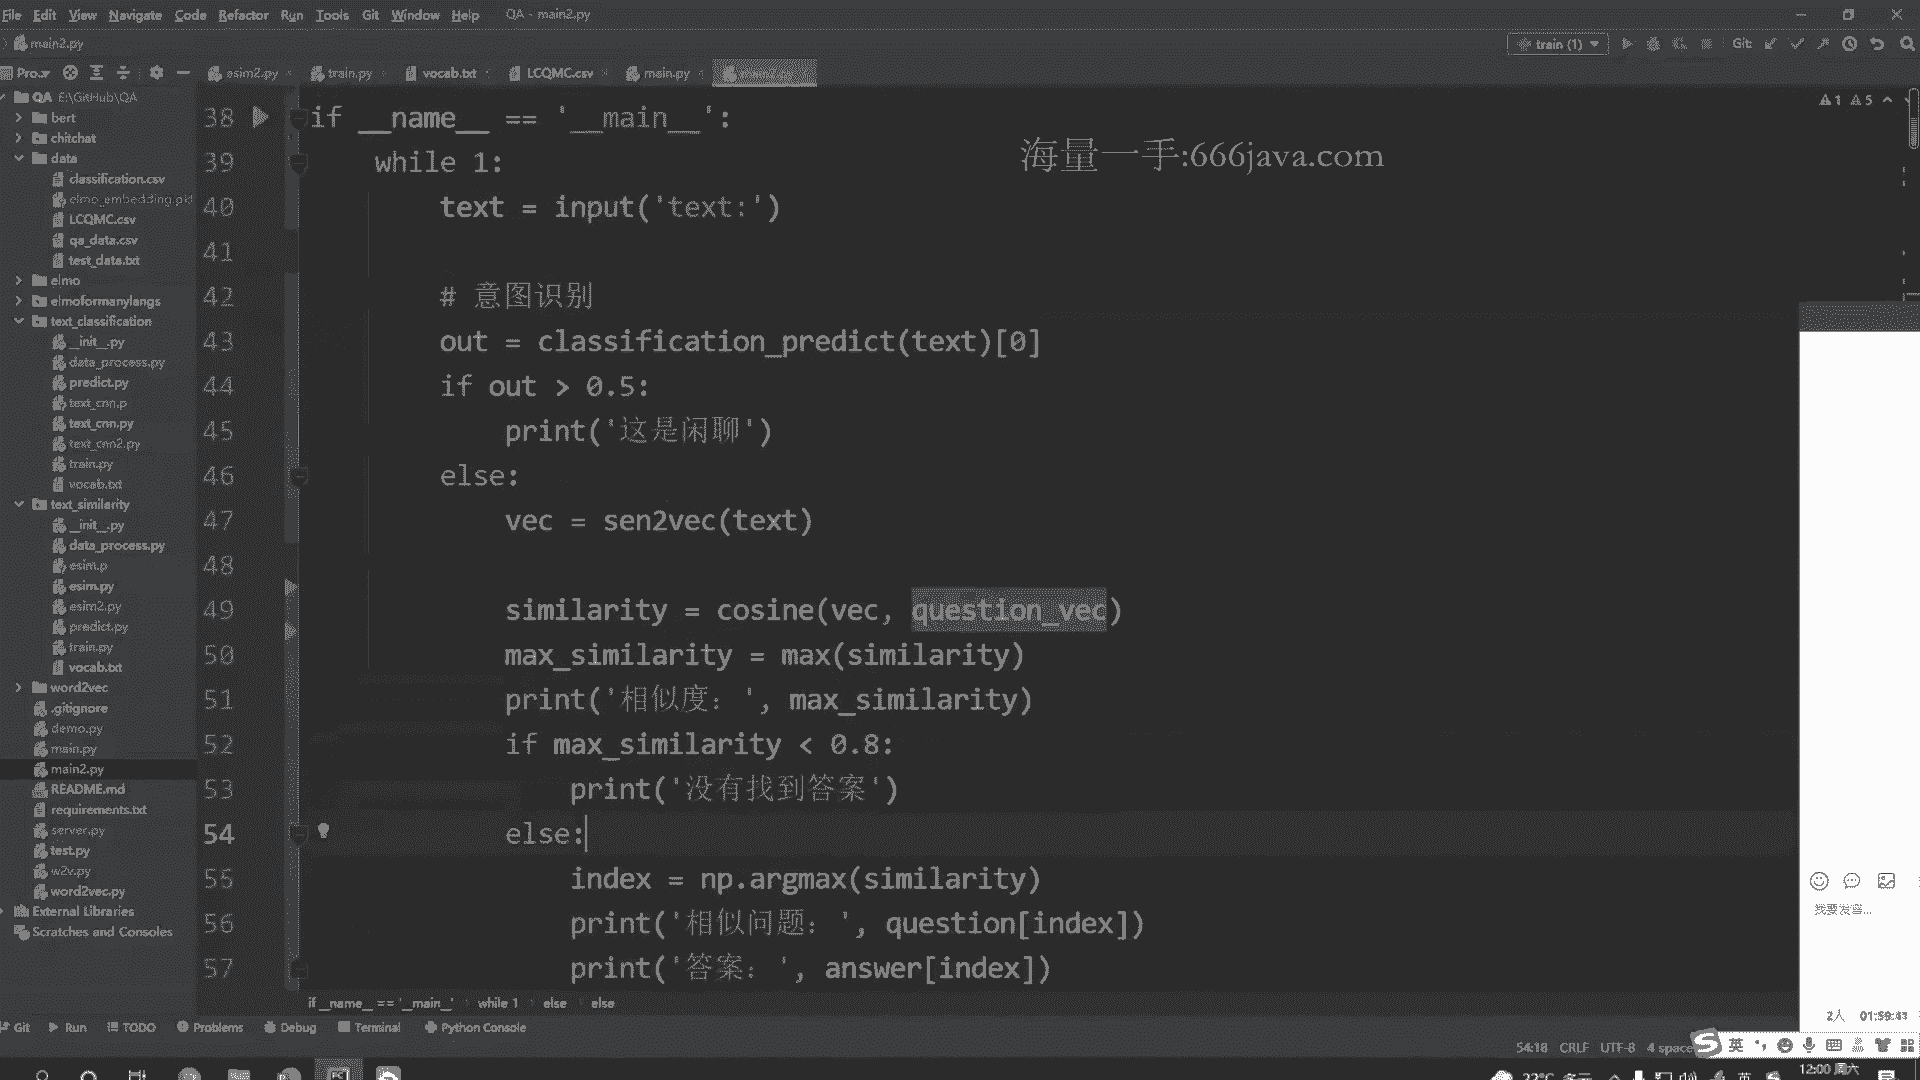 File Edit View Navigate Code Refactor Run Tools Git Window Help QA - main2.py
main2.py
train (1)
Git:
Pro..
esim2.py
train.py
vocab.txt
LCQMC.csv
main.py
main2.py
QA E:\GitHub\QA
bert
chitchat
data
classification.csv
elmo_embedding.pkl
LCQMC.csv
qa_data.csv
test_data.txt
elmo
elmoformanylangs
text_classification
__init__.py
data_process.py
predict.py
text_cnn.p
text_cnn.py
text_cnn2.py
train.py
vocab.txt
text_similarity
__init__.py
data_process.py
esim.p
esim.py
esim2.py
predict.py
train.py
vocab.txt
word2vec
.gitignore
demo.py
main.py
main2.py
README.md
requirements.txt
server.py
test.py
w2v.py
word2vec.py
External Libraries
Scratches and Consoles
38 if __name__ == '__main__':
39 while 1:
40 text = input('text:')
41
42 # 意图识别
43 out = classification_predict(text)[0]
44 if out > 0.5:
45 print('这是闲聊')
46 else:
47 vec = sen2vec(text)
48
49 similarity = cosine(vec, question_vec)
50 max_similarity = max(similarity)
51 print('相似度：', max_similarity)
52 if max_similarity < 0.8:
53 print('没有找到答案')
54 else:
55 index = np.argmax(similarity)
56 print('相似问题：', question[index])
57 print('答案：', answer[index])
海量一手:666java.com
1 5
if __name__ == '__main__' while 1 else else
Git Run TODO Problems Debug Terminal Python Console
54:18 CRLF UTF-8 4 space
我要发言...
2人 01:59:41
英
22°C 多云
英
12:00 周六